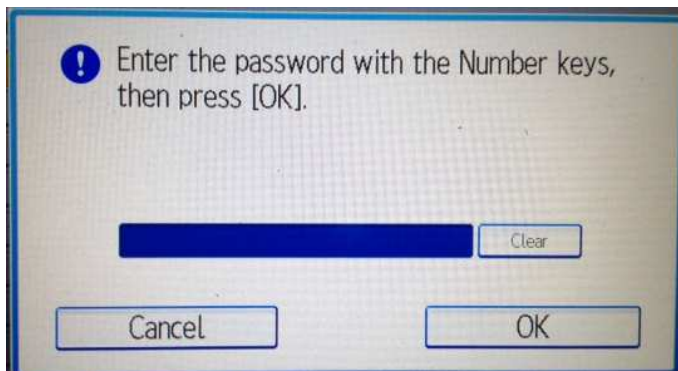 Enter the password with the Number keys,
then press [OK].
Clear
Cancel
OK